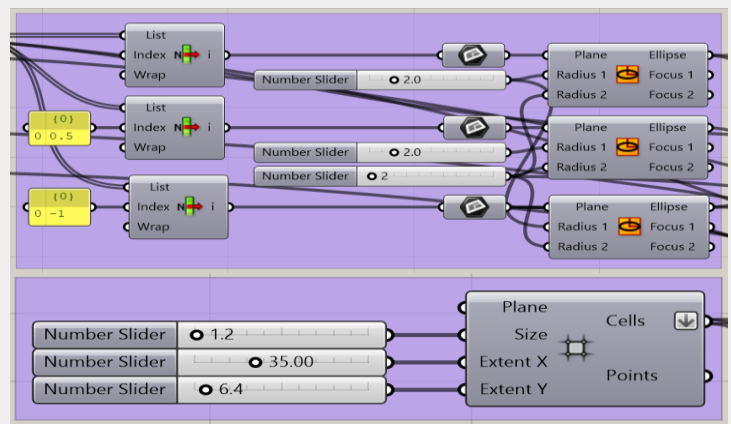 List
Index N i
Wrap
Number Slider 2.0
Plane Ellipse
Radius 1 Focus 1
Radius 2 Focus 2
{0}
0 0.5
List
Index N i
Wrap
Number Slider 2.0
Number Slider 2
Plane Ellipse
Radius 1 Focus 1
Radius 2 Focus 2
{0}
0 -1
List
Index N i
Wrap
Plane Ellipse
Radius 1 Focus 1
Radius 2 Focus 2
Number Slider 1.2
Number Slider 35.00
Number Slider 6.4
Plane
Size
Extent X
Extent Y
Cells
Points